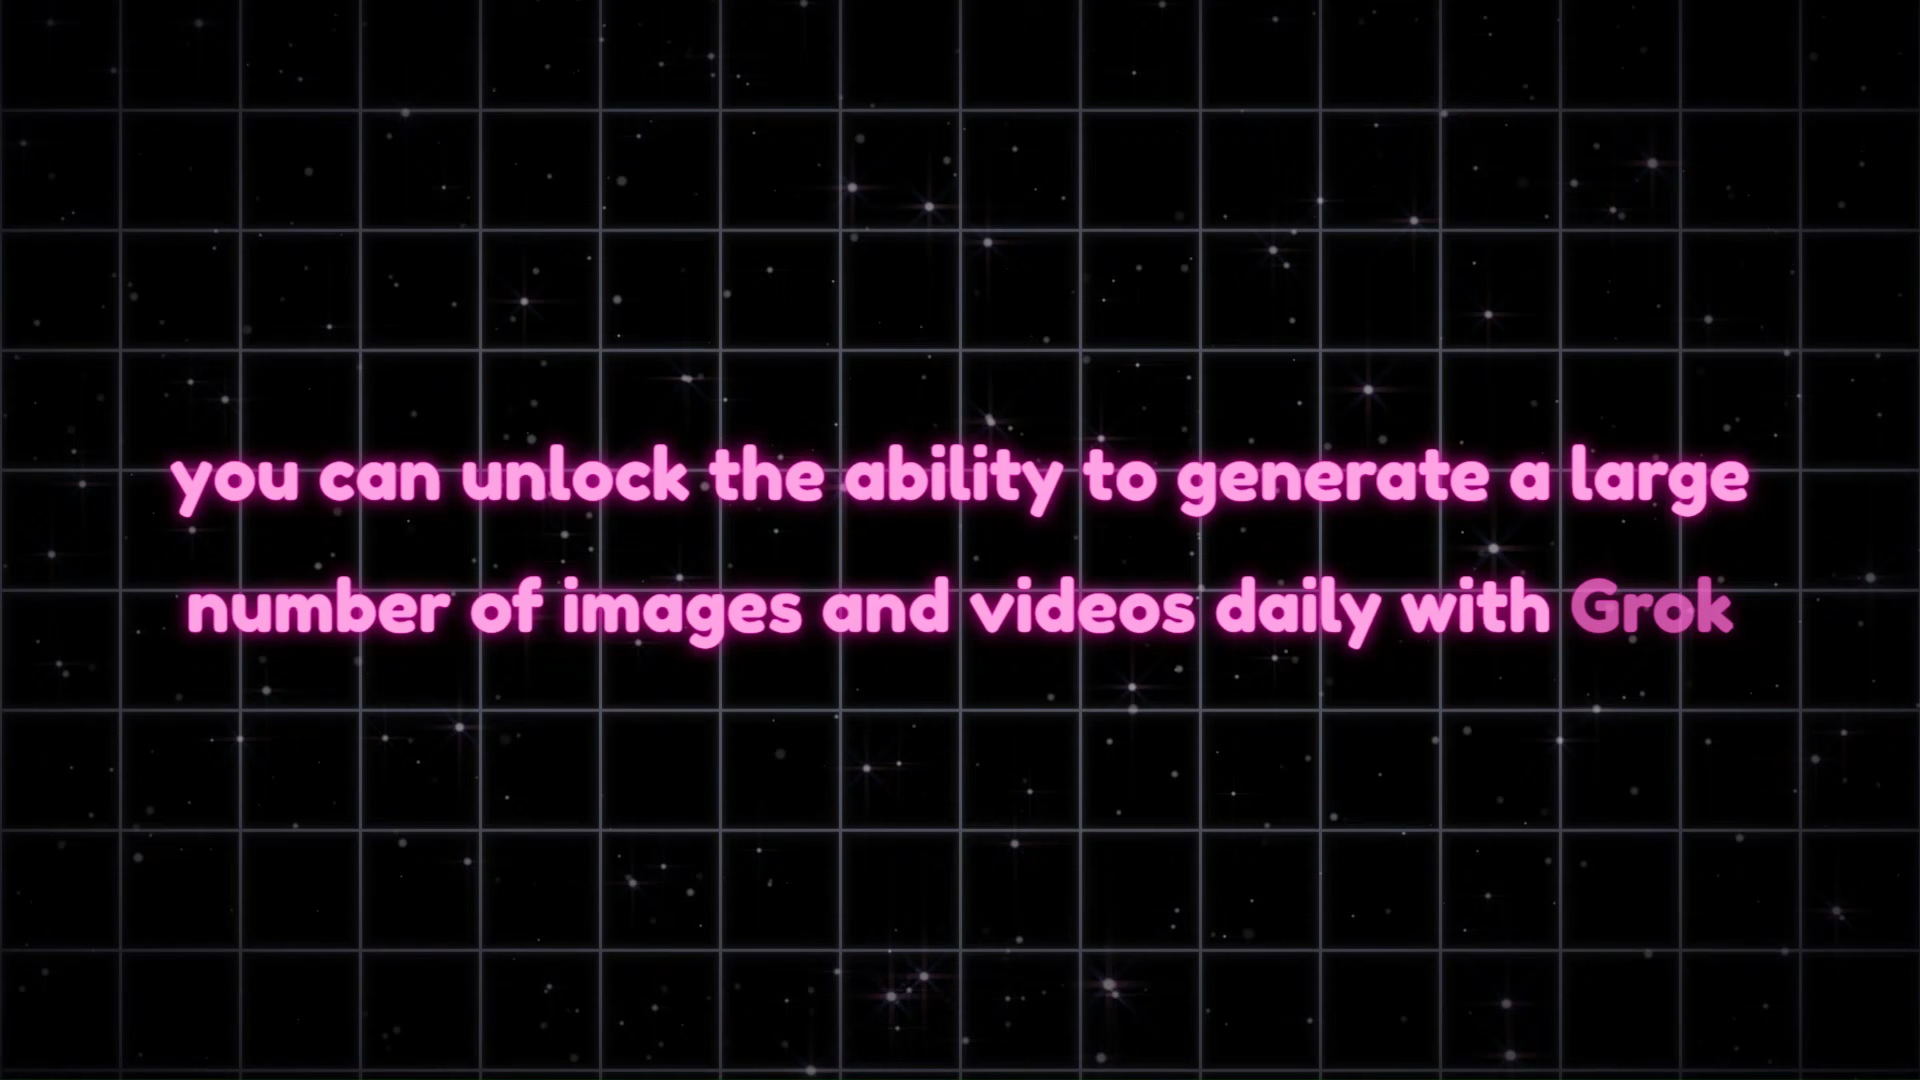 you can unlock the ability to generate a large
number of images and videos daily with Grok